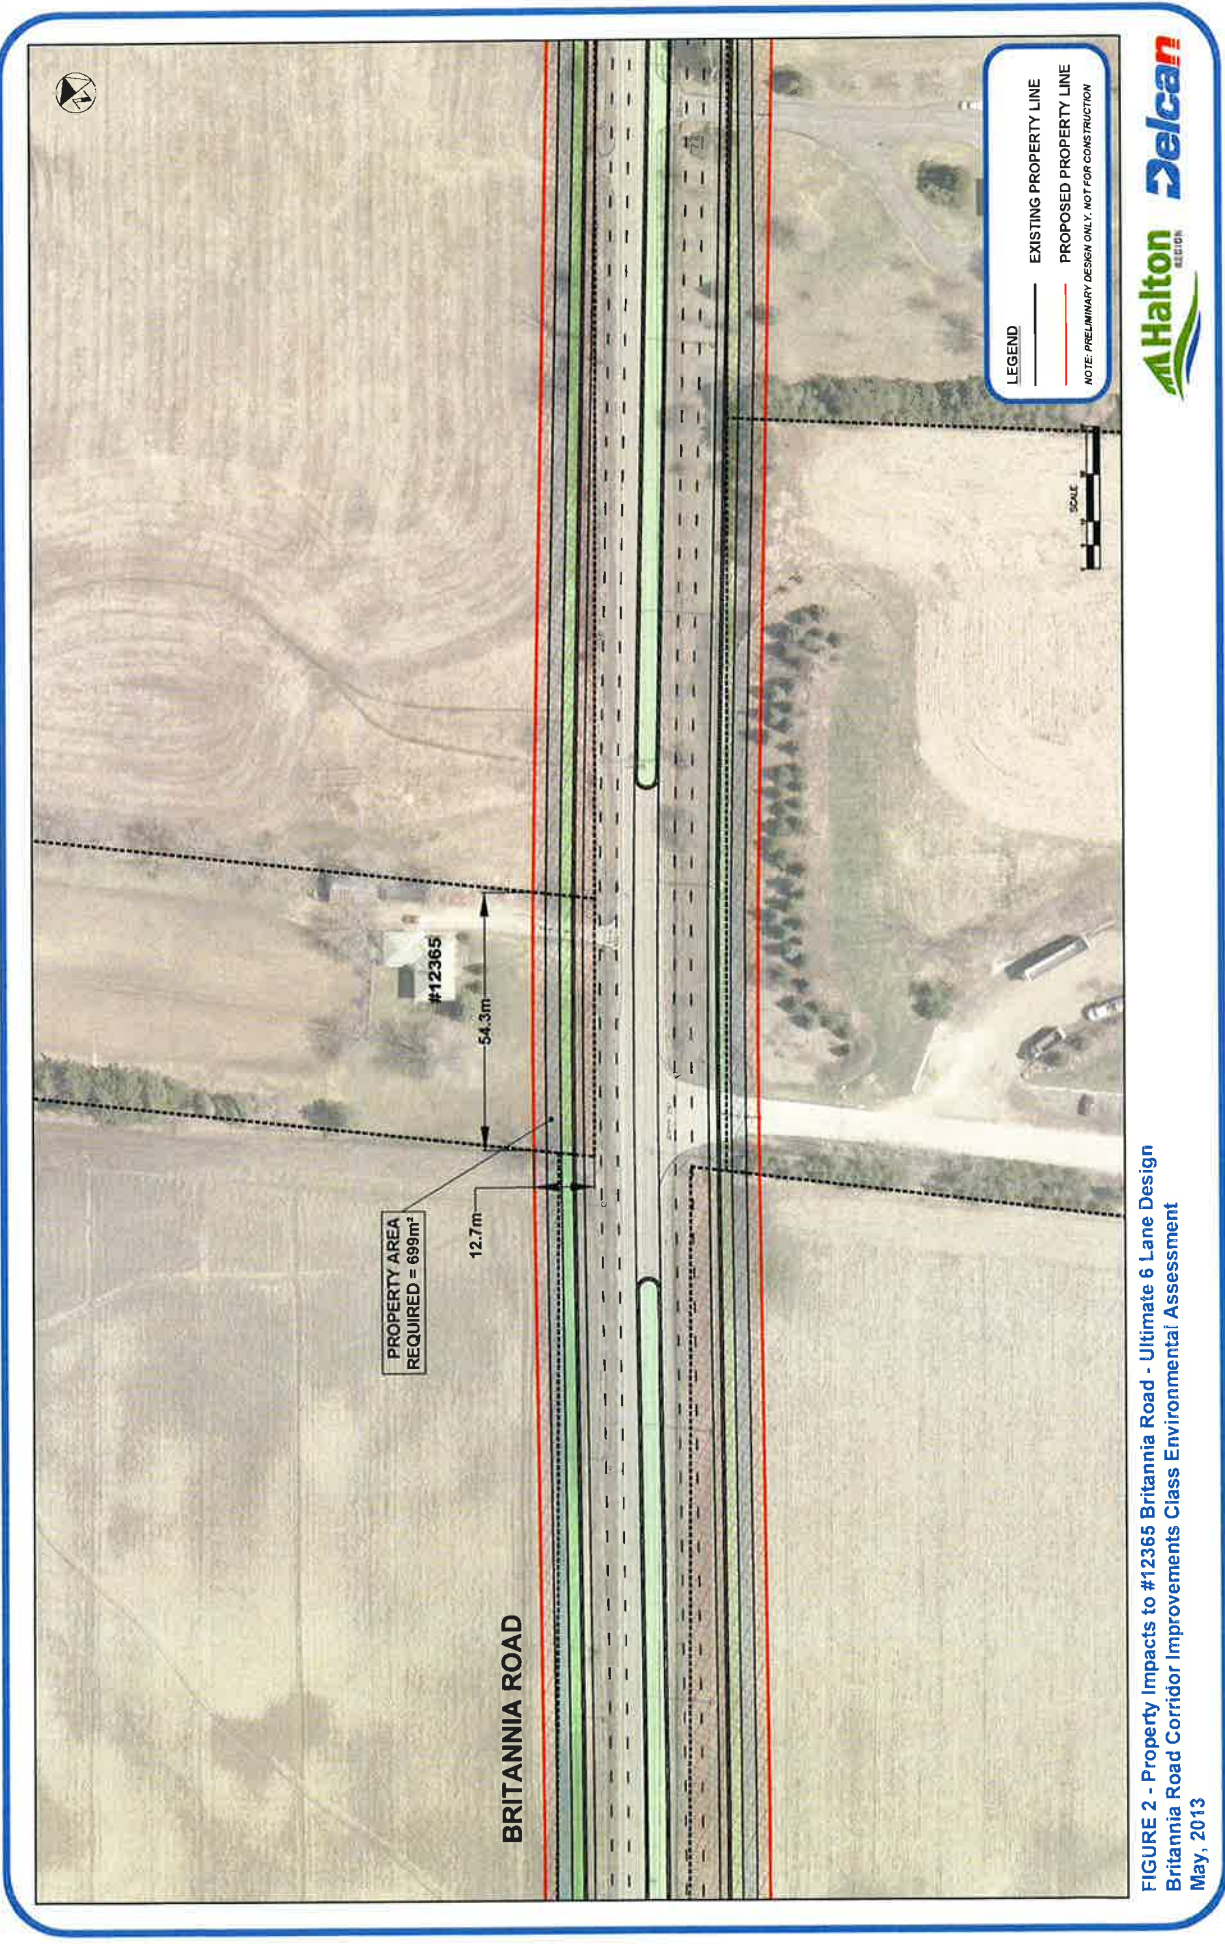 #12365
54.3m
PROPERTY AREA
REQUIRED = 699m²
12.7m
BRITANNIA ROAD
LEGEND
EXISTING PROPERTY LINE
PROPOSED PROPERTY LINE
NOTE: PRELIMINARY DESIGN ONLY. NOT FOR CONSTRUCTION
SCALE
FIGURE 2 - Property Impacts to #12365 Britannia Road - Ultimate 6 Lane Design
Britannia Road Corridor Improvements Class Environmental Assessment
May, 2013
Halton
REGION
Delcan